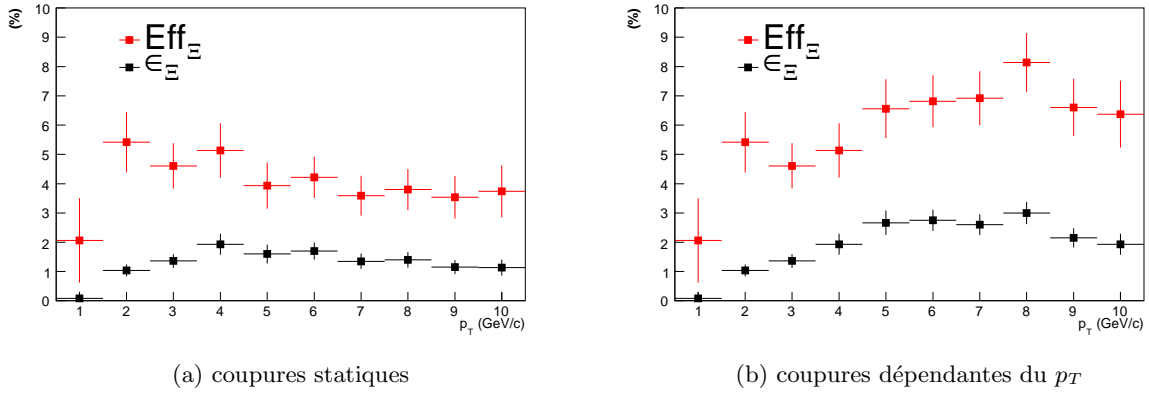 (%)
10
9
8
7
6
5
4
3
2
1
0
Eff_Ξ
∈_Ξ
1 2 3 4 5 6 7 8 9 10
p_T (GeV/c)
(a) coupures statiques
(%)
10
9
8
7
6
5
4
3
2
1
0
Eff_Ξ
∈_Ξ
1 2 3 4 5 6 7 8 9 10
p_T (GeV/c)
(b) coupures dépendantes du p_T